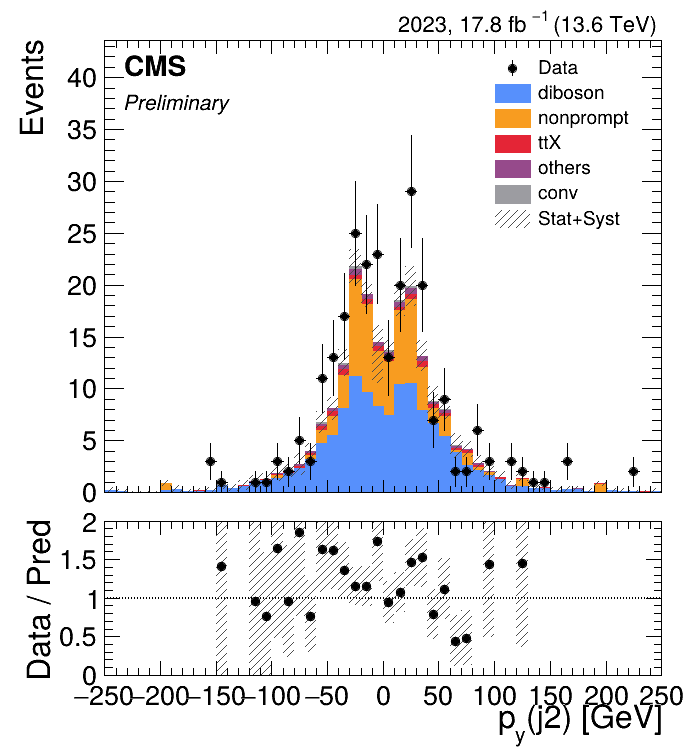 2023, 17.8 fb⁻¹ (13.6 TeV)
Events
CMS
Preliminary
Data
diboson
nonprompt
ttX
others
conv
Stat+Syst
40
35
30
25
20
15
10
5
0
Data / Pred
2
1.5
1
0.5
0
−250 −200 −150 −100 −50 0 50 100 150 200 250
p_y(j2) [GeV]